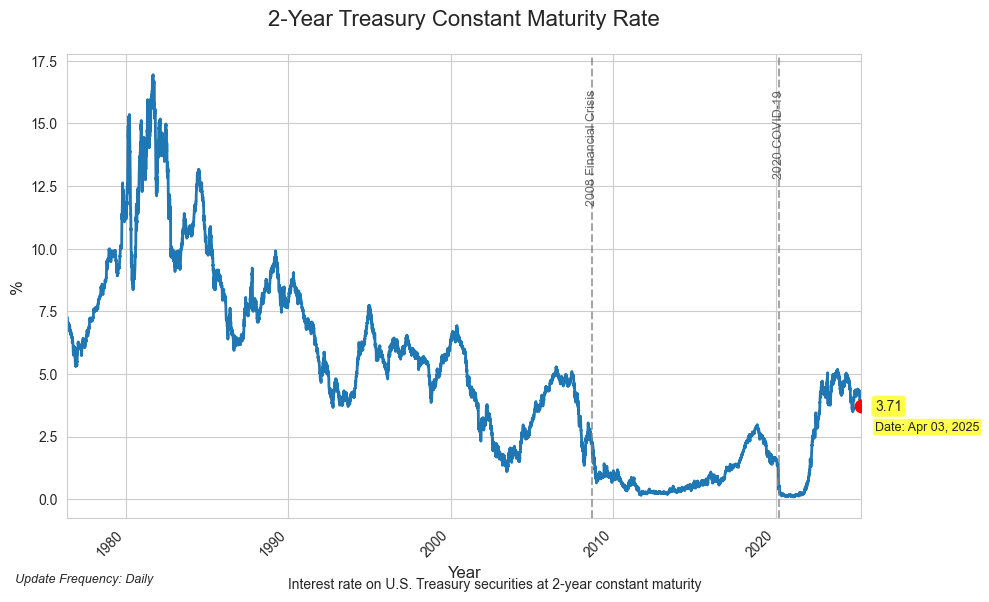 2-Year Treasury Constant Maturity Rate
%
17.5
15.0
12.5
10.0
7.5
5.0
2.5
0.0
2008 Financial Crisis
2020 COVID-19
3.71
Date: Apr 03, 2025
1980
1990
2000
2010
2020
Year
Update Frequency: Daily
Interest rate on U.S. Treasury securities at 2-year constant maturity